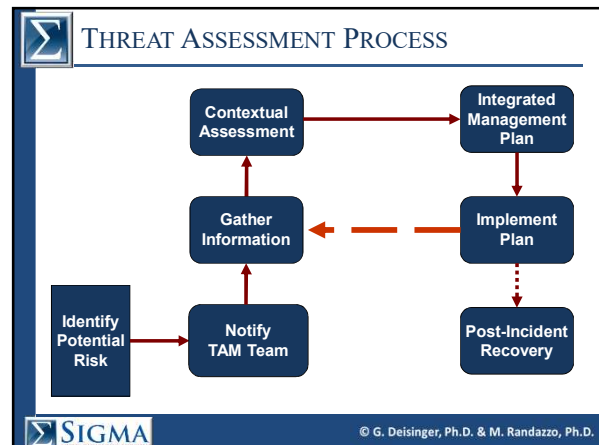 Σ THREAT ASSESSMENT PROCESS
Contextual
Assessment
Integrated
Management
Plan
Gather
Information
Implement
Plan
Identify
Potential
Risk
Notify
TAM Team
Post-Incident
Recovery
Σ SIGMA
© G. Deisinger, Ph.D. & M. Randazzo, Ph.D.